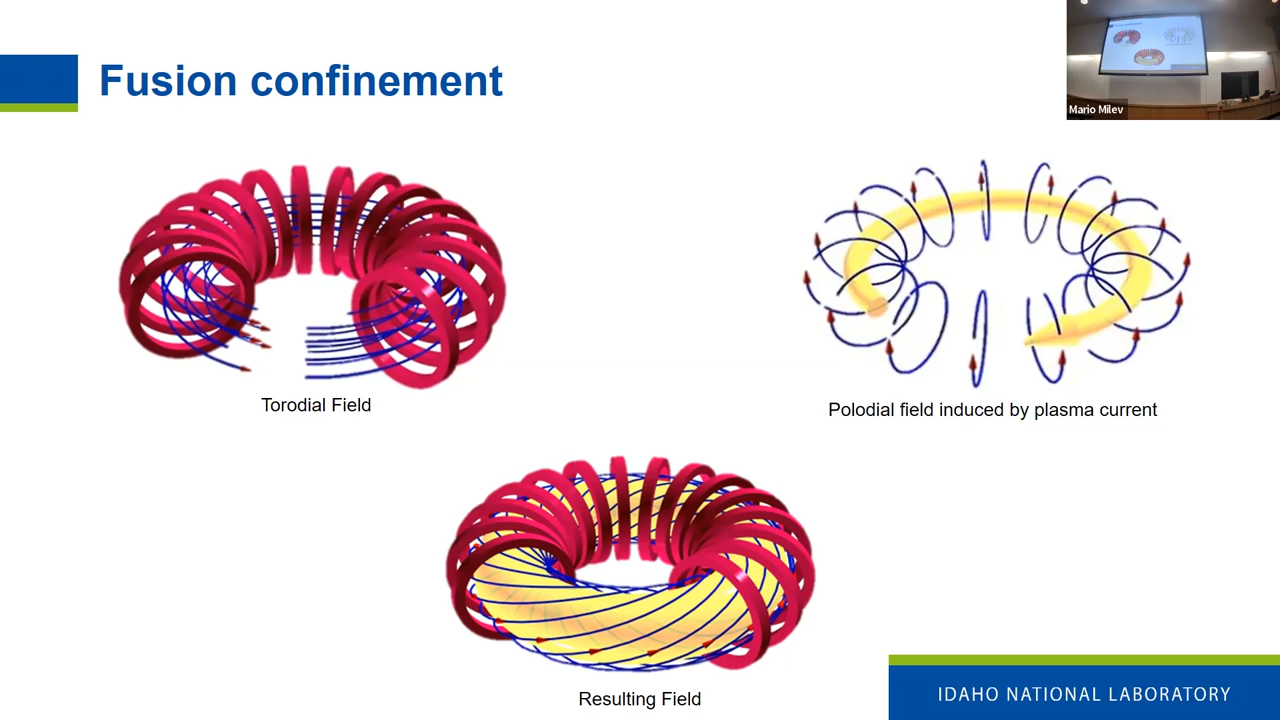 Fusion confinement
Mario Milev
Torodial Field
Polodial field induced by plasma current
Resulting Field
IDAHO NATIONAL LABORATORY